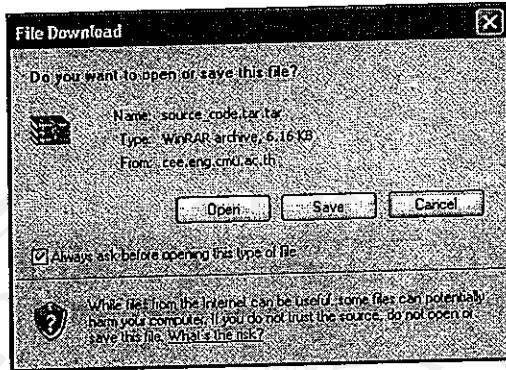 File Download
Do you want to open or save this file?
Name: source_code.tar.tar
Type: WinRAR archive, 6.16 KB
From: cee.eng.cmu.ac.th
Open Save Cancel
Always ask before opening this type of file
While files from the Internet can be useful, some files can potentially
harm your computer. If you do not trust the source, do not open or
save this file. What's the risk?